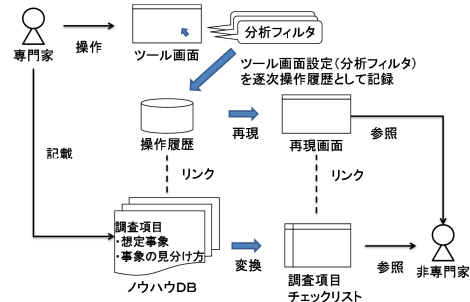 専門家
操作
ツール画面
分析フィルタ
ツール画面設定(分析フィルタ)
を逐次操作履歴として記録
操作履歴
再現
再現画面
参照
記載
リンク
リンク
調査項目
・想定事象
・事象の見分け方
ノウハウDB
変換
調査項目
チェックリスト
参照
非専門家